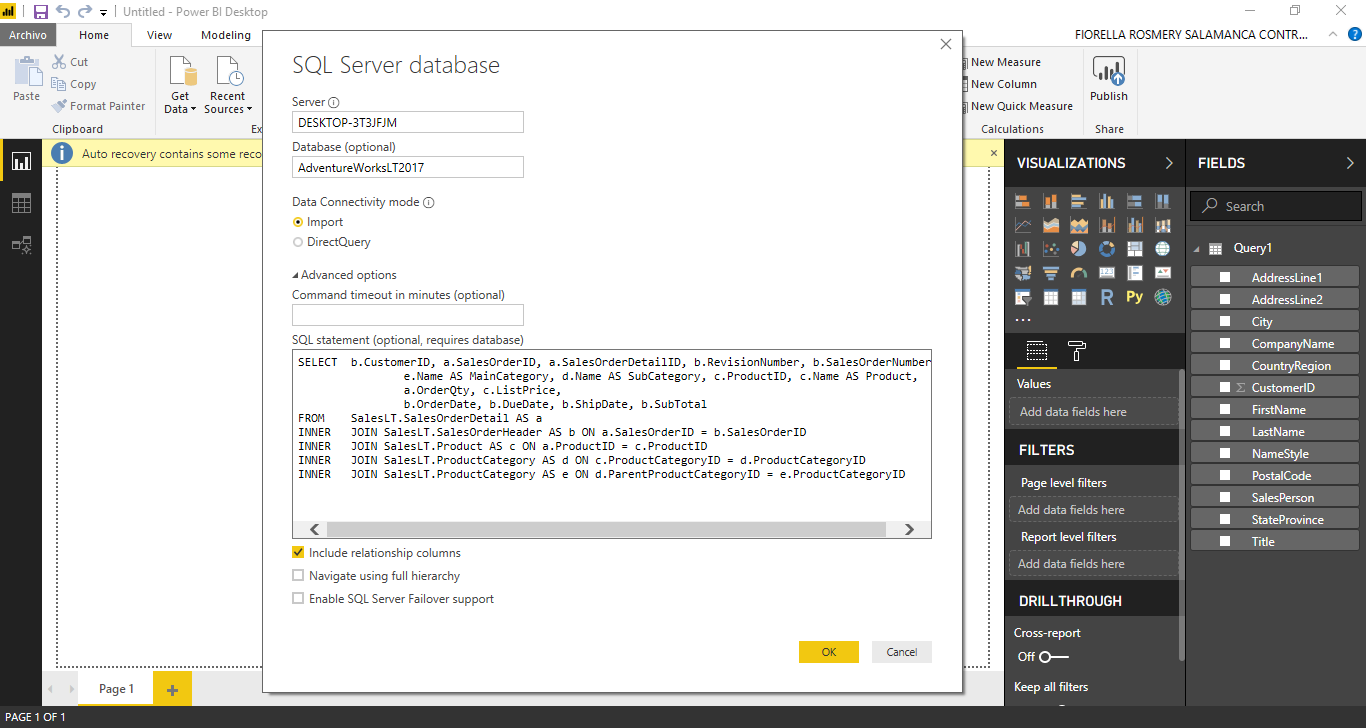 Untitled - Power BI Desktop
Archivo
Home
View
Modeling
FIORELLA ROSMERY SALAMANCA CONTR...
?
Paste
Cut
Copy
Format Painter
Clipboard
Get
Data
Recent
Sources
Ex
New Measure
New Column
New Quick Measure
Calculations
Publish
Share
Auto recovery contains some reco
SQL Server database
Server
DESKTOP-3T3JFJM
Database (optional)
AdventureWorksLT2017
Data Connectivity mode
Import
DirectQuery
Advanced options
Command timeout in minutes (optional)
SQL statement (optional, requires database)
SELECT b.CustomerID, a.SalesOrderID, a.SalesOrderDetailID, b.RevisionNumber, b.SalesOrderNumber
e.Name AS MainCategory, d.Name AS SubCategory, c.ProductID, c.Name AS Product,
a.OrderQty, c.ListPrice,
b.OrderDate, b.DueDate, b.ShipDate, b.SubTotal
FROM SalesLT.SalesOrderDetail AS a
INNER JOIN SalesLT.SalesOrderHeader AS b ON a.SalesOrderID = b.SalesOrderID
INNER JOIN SalesLT.Product AS c ON a.ProductID = c.ProductID
INNER JOIN SalesLT.ProductCategory AS d ON c.ProductCategoryID = d.ProductCategoryID
INNER JOIN SalesLT.ProductCategory AS e ON d.ParentProductCategoryID = e.ProductCategoryID
Include relationship columns
Navigate using full hierarchy
Enable SQL Server Failover support
OK
Cancel
VISUALIZATIONS
R
Py
...
Values
Add data fields here
FILTERS
Page level filters
Add data fields here
Report level filters
Add data fields here
DRILLTHROUGH
Cross-report
Off
Keep all filters
FIELDS
Search
Query1
AddressLine1
AddressLine2
City
CompanyName
CountryRegion
Σ CustomerID
FirstName
LastName
NameStyle
PostalCode
SalesPerson
StateProvince
Title
Page 1
PAGE 1 OF 1